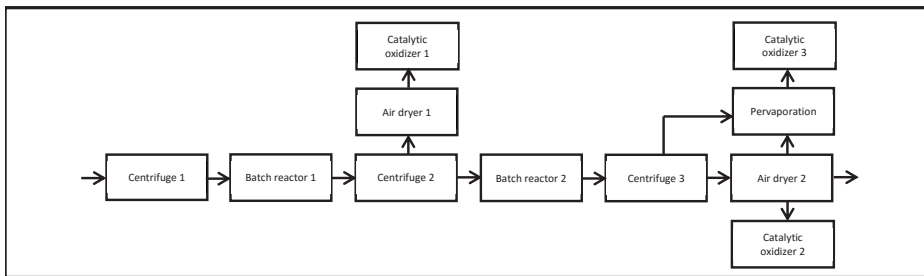 Catalytic
oxidizer 1
Catalytic
oxidizer 3
Air dryer 1
Pervaporation
Centrifuge 1
Batch reactor 1
Centrifuge 2
Batch reactor 2
Centrifuge 3
Air dryer 2
Catalytic
oxidizer 2